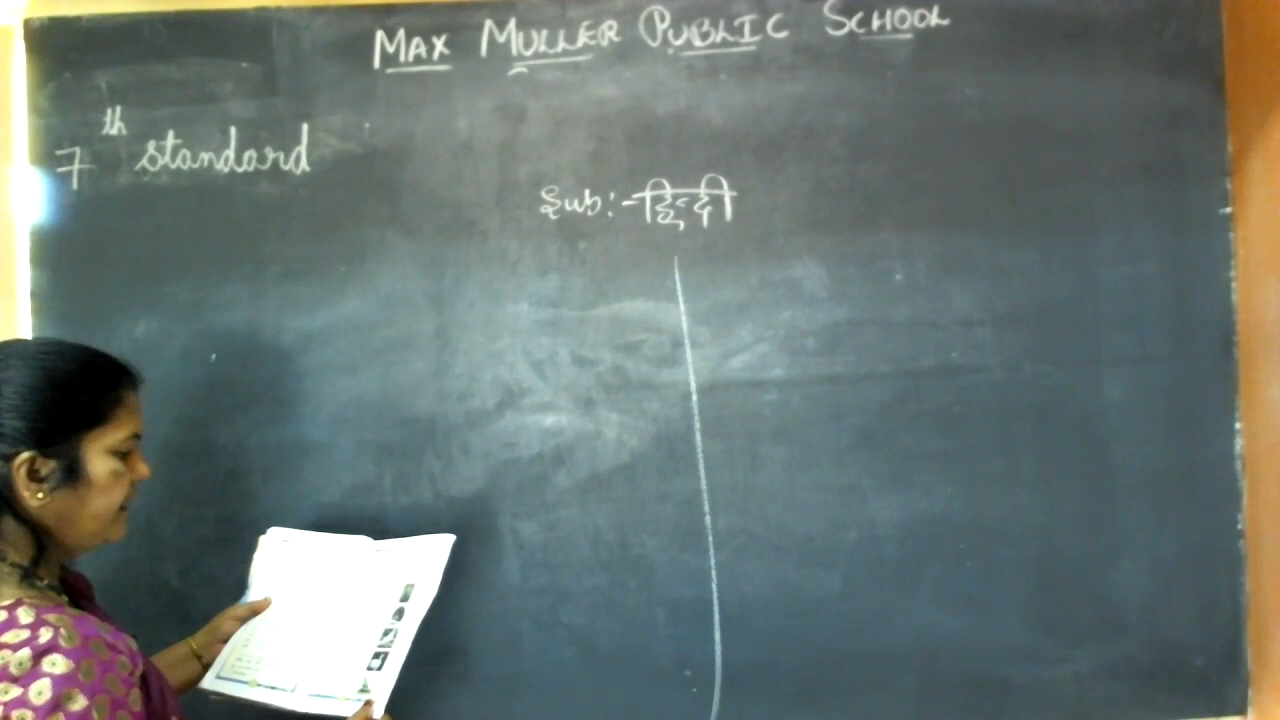 MAX MULLER PUBLIC SCHOOL
7th standard
Sub:- हिन्दी